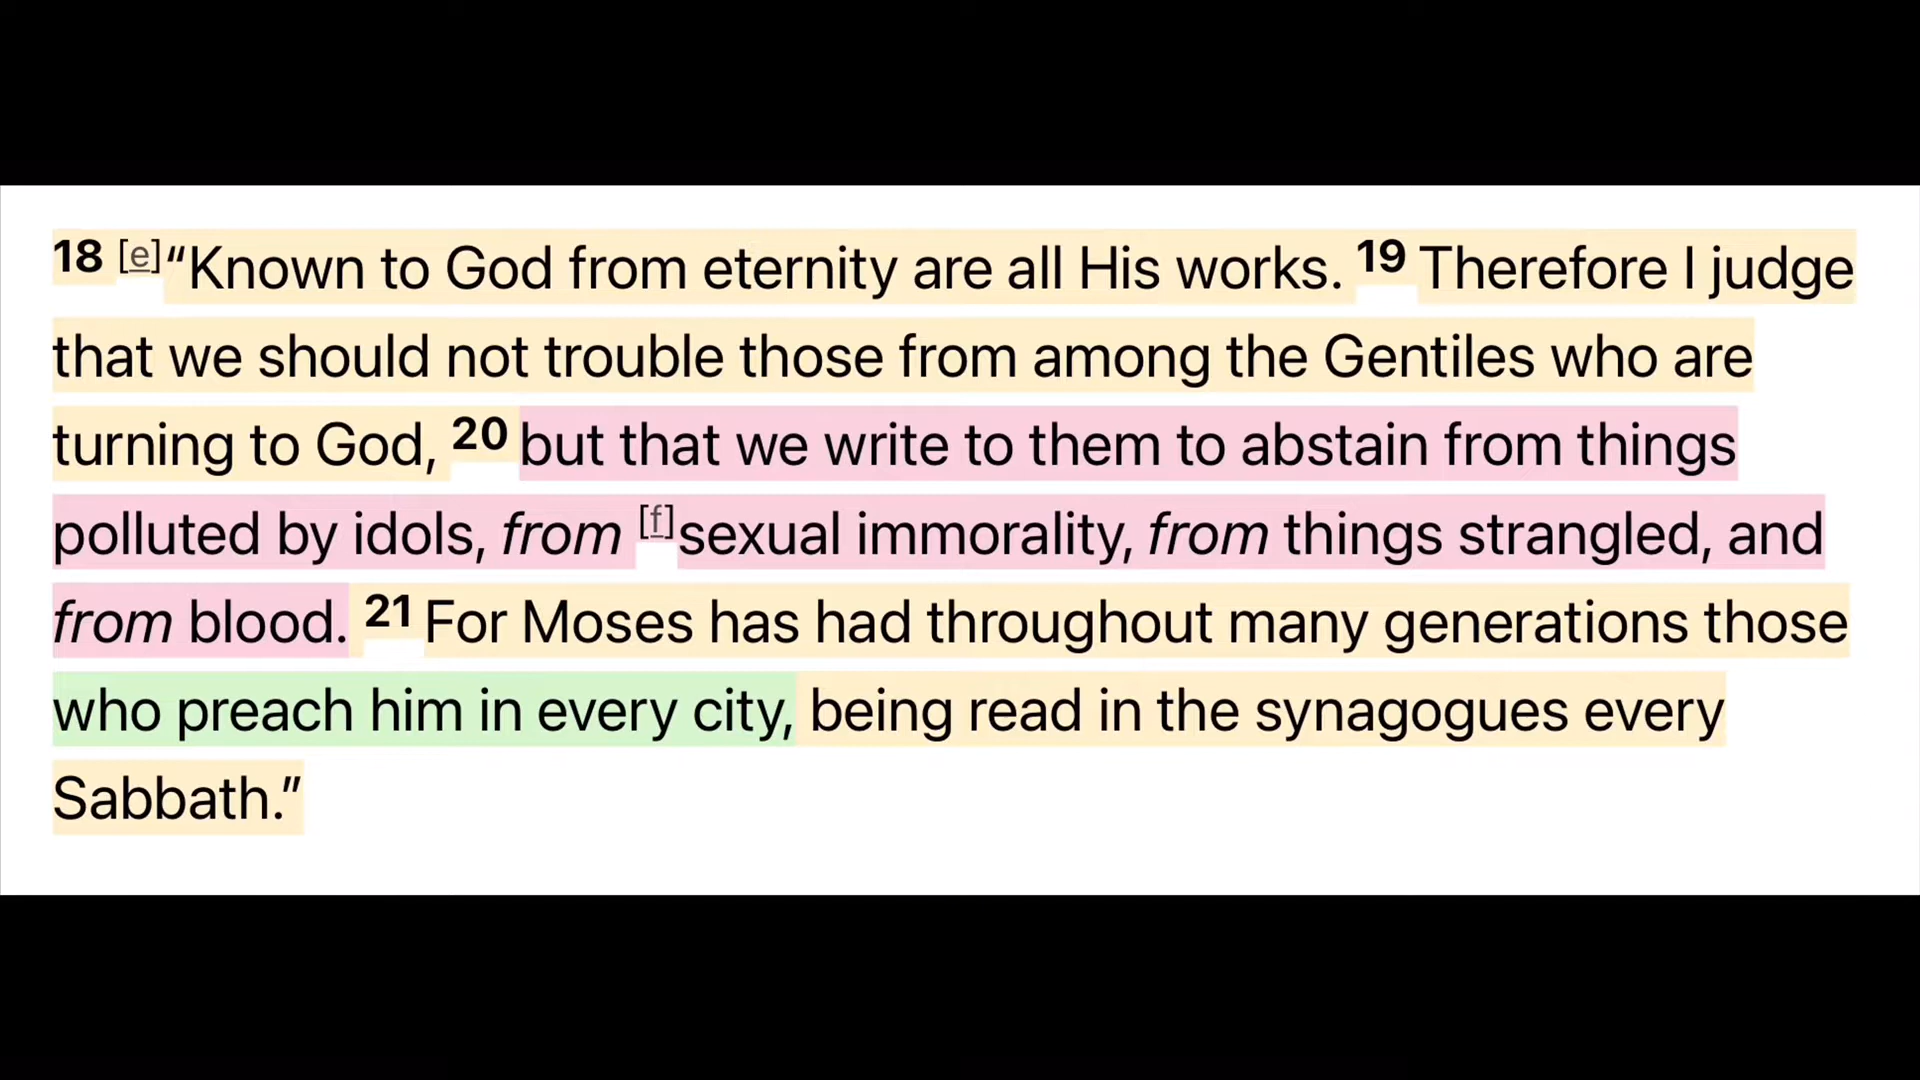 18 [e]“Known to God from eternity are all His works. 19 Therefore I judge
that we should not trouble those from among the Gentiles who are
turning to God, 20 but that we write to them to abstain from things
polluted by idols, from [f]sexual immorality, from things strangled, and
from blood. 21 For Moses has had throughout many generations those
who preach him in every city, being read in the synagogues every
Sabbath.”